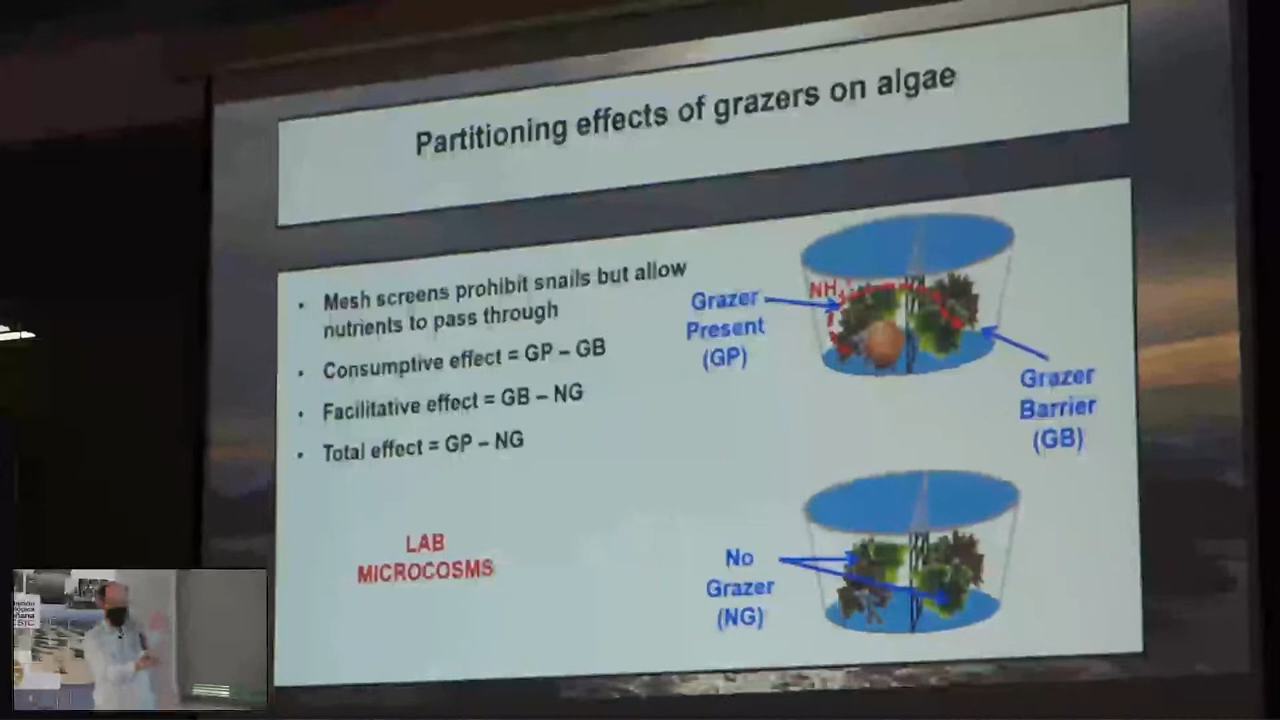 Partitioning effects of grazers on algae
• Mesh screens prohibit snails but allow
nutrients to pass through
• Consumptive effect = GP – GB
• Facilitative effect = GB – NG
• Total effect = GP – NG
LAB
MICROCOSMS
Grazer
Present
(GP)
NH₄
Grazer
Barrier
(GB)
No
Grazer
(NG)